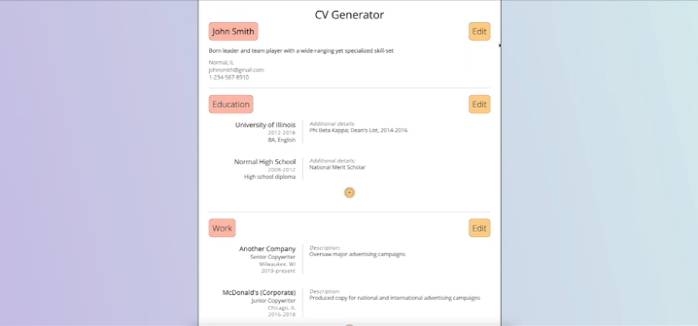 CV Generator
John Smith
Edit
Born leader and team player with a wide-ranging yet specialized skill-set
Normal, IL
johnsmith@gmail.com
1-234-567-8910
Education
Edit
University of Illinois
2012-2016
BA, English
Additional details:
Phi Beta Kappa; Dean's List, 2014-2016
Normal High School
2008-2012
High school diploma
Additional details:
National Merit Scholar
Work
Edit
Another Company
Senior Copywriter
Milwaukee, WI
2019-present
Description:
Oversaw major advertising campaigns
McDonald's (Corporate)
Junior Copywriter
Chicago, IL
2016-2018
Description:
Produced copy for national and international advertising campaigns